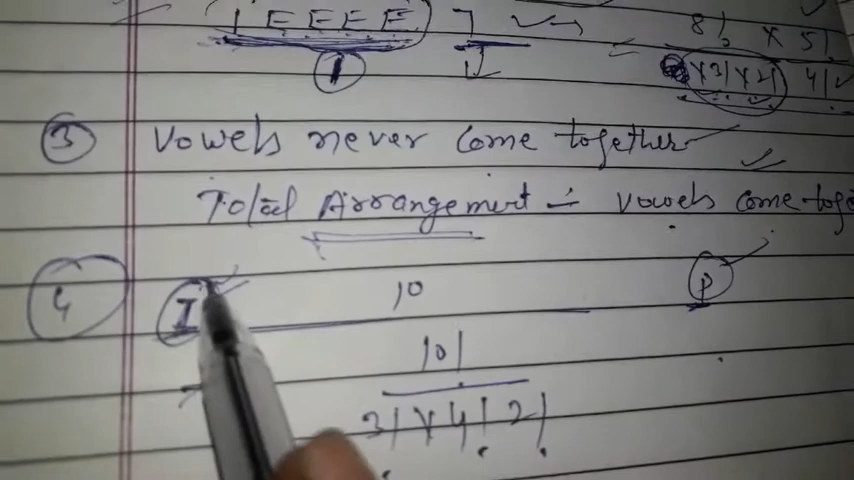 I E E E E 7 8! X 5!
1 X 3! X 2! 4!
③ Vowels never come together
Total Arrangement - vowels come toge
4 I 10 P
10!
3! X 4! 2!